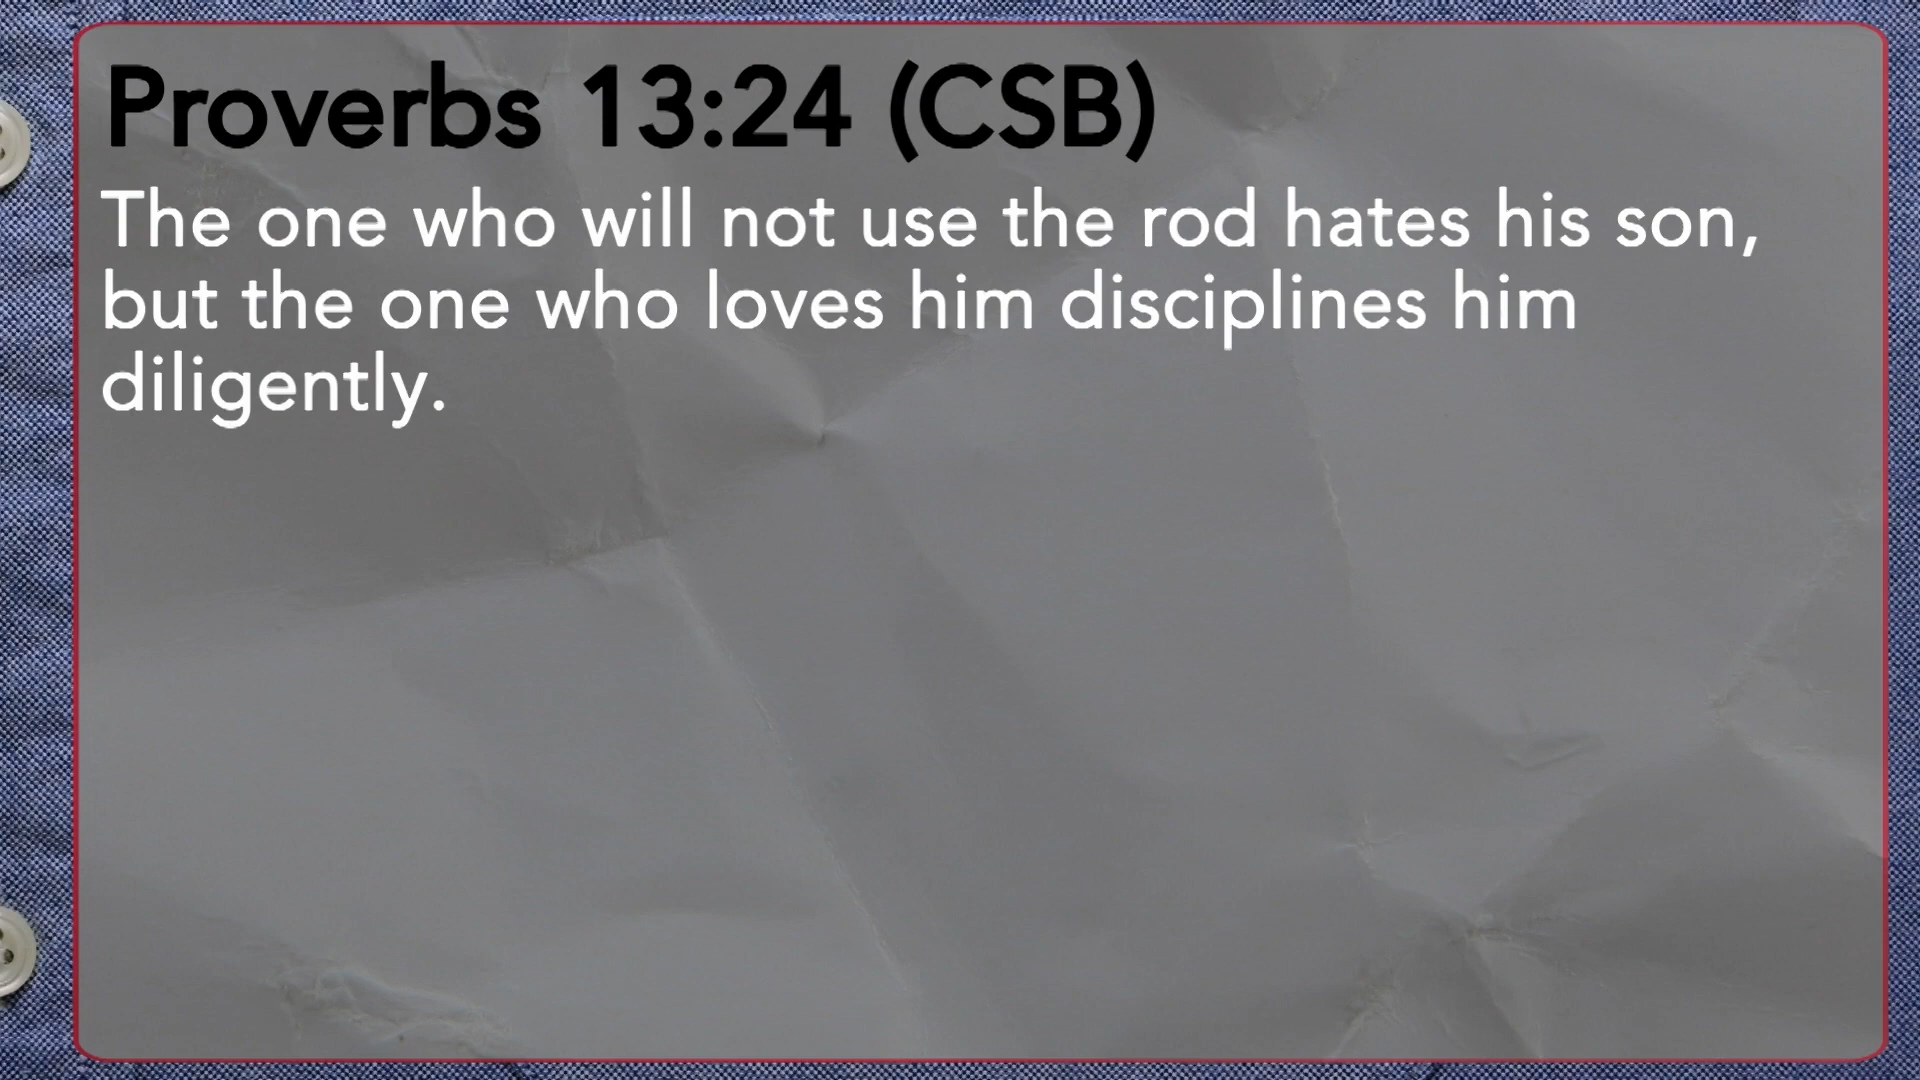 Proverbs 13:24 (CSB)
The one who will not use the rod hates his son,
but the one who loves him disciplines him
diligently.